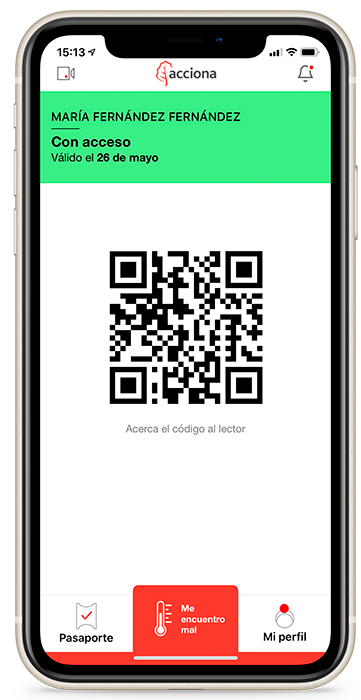 15:13
acciona
MARÍA FERNÁNDEZ FERNÁNDEZ
Con acceso
Válido el 26 de mayo
Acerca el código al lector
Pasaporte
Me
encuentro
mal
Mi perfil